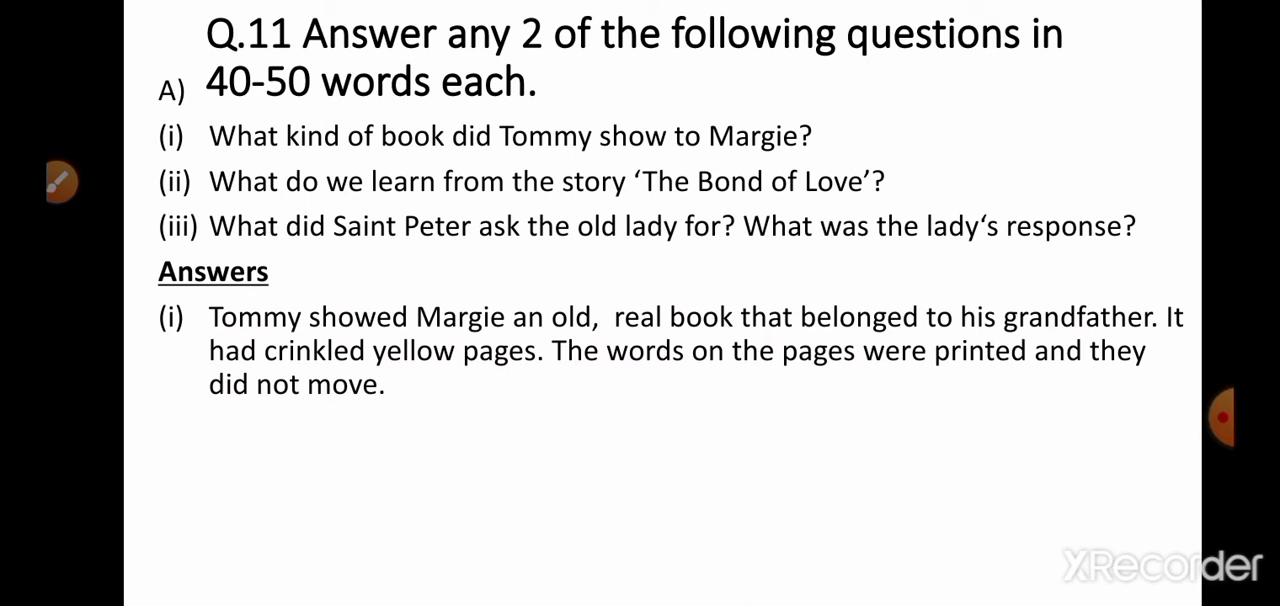 Q.11 Answer any 2 of the following questions in
A) 40-50 words each.
(i) What kind of book did Tommy show to Margie?
(ii) What do we learn from the story ‘The Bond of Love’?
(iii) What did Saint Peter ask the old lady for? What was the lady‘s response?
Answers
(i) Tommy showed Margie an old, real book that belonged to his grandfather. It
had crinkled yellow pages. The words on the pages were printed and they
did not move.
XRecorder